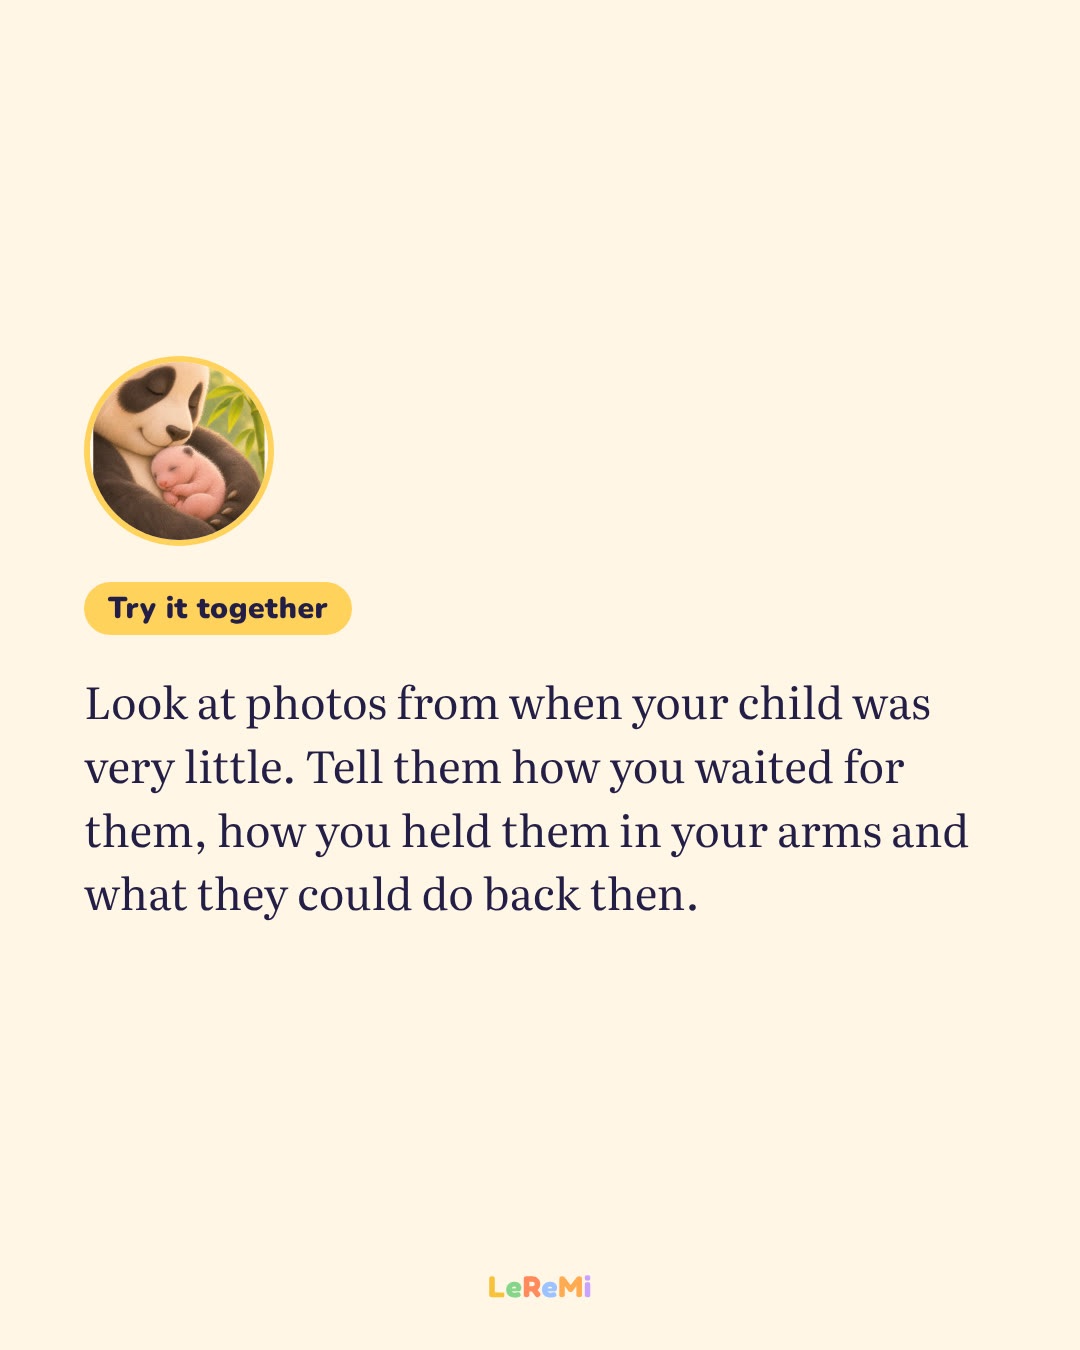 Try it together
Look at photos from when your child was
very little. Tell them how you waited for
them, how you held them in your arms and
what they could do back then.
LeReMi